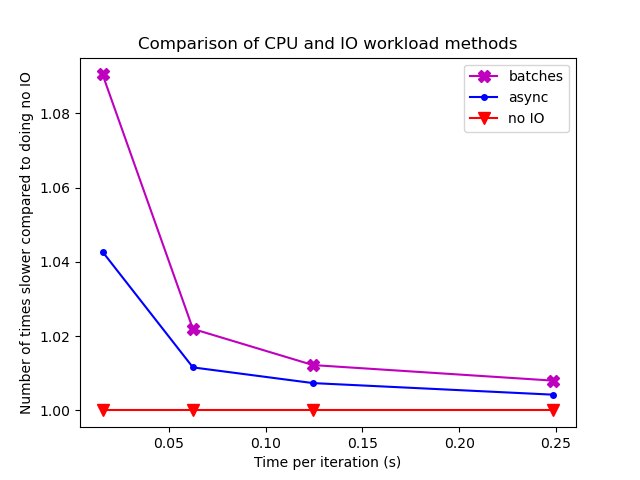 Comparison of CPU and IO workload methods
batches
async
no IO
Number of times slower compared to doing no IO
1.08
1.06
1.04
1.02
1.00
0.05 0.10 0.15 0.20 0.25
Time per iteration (s)